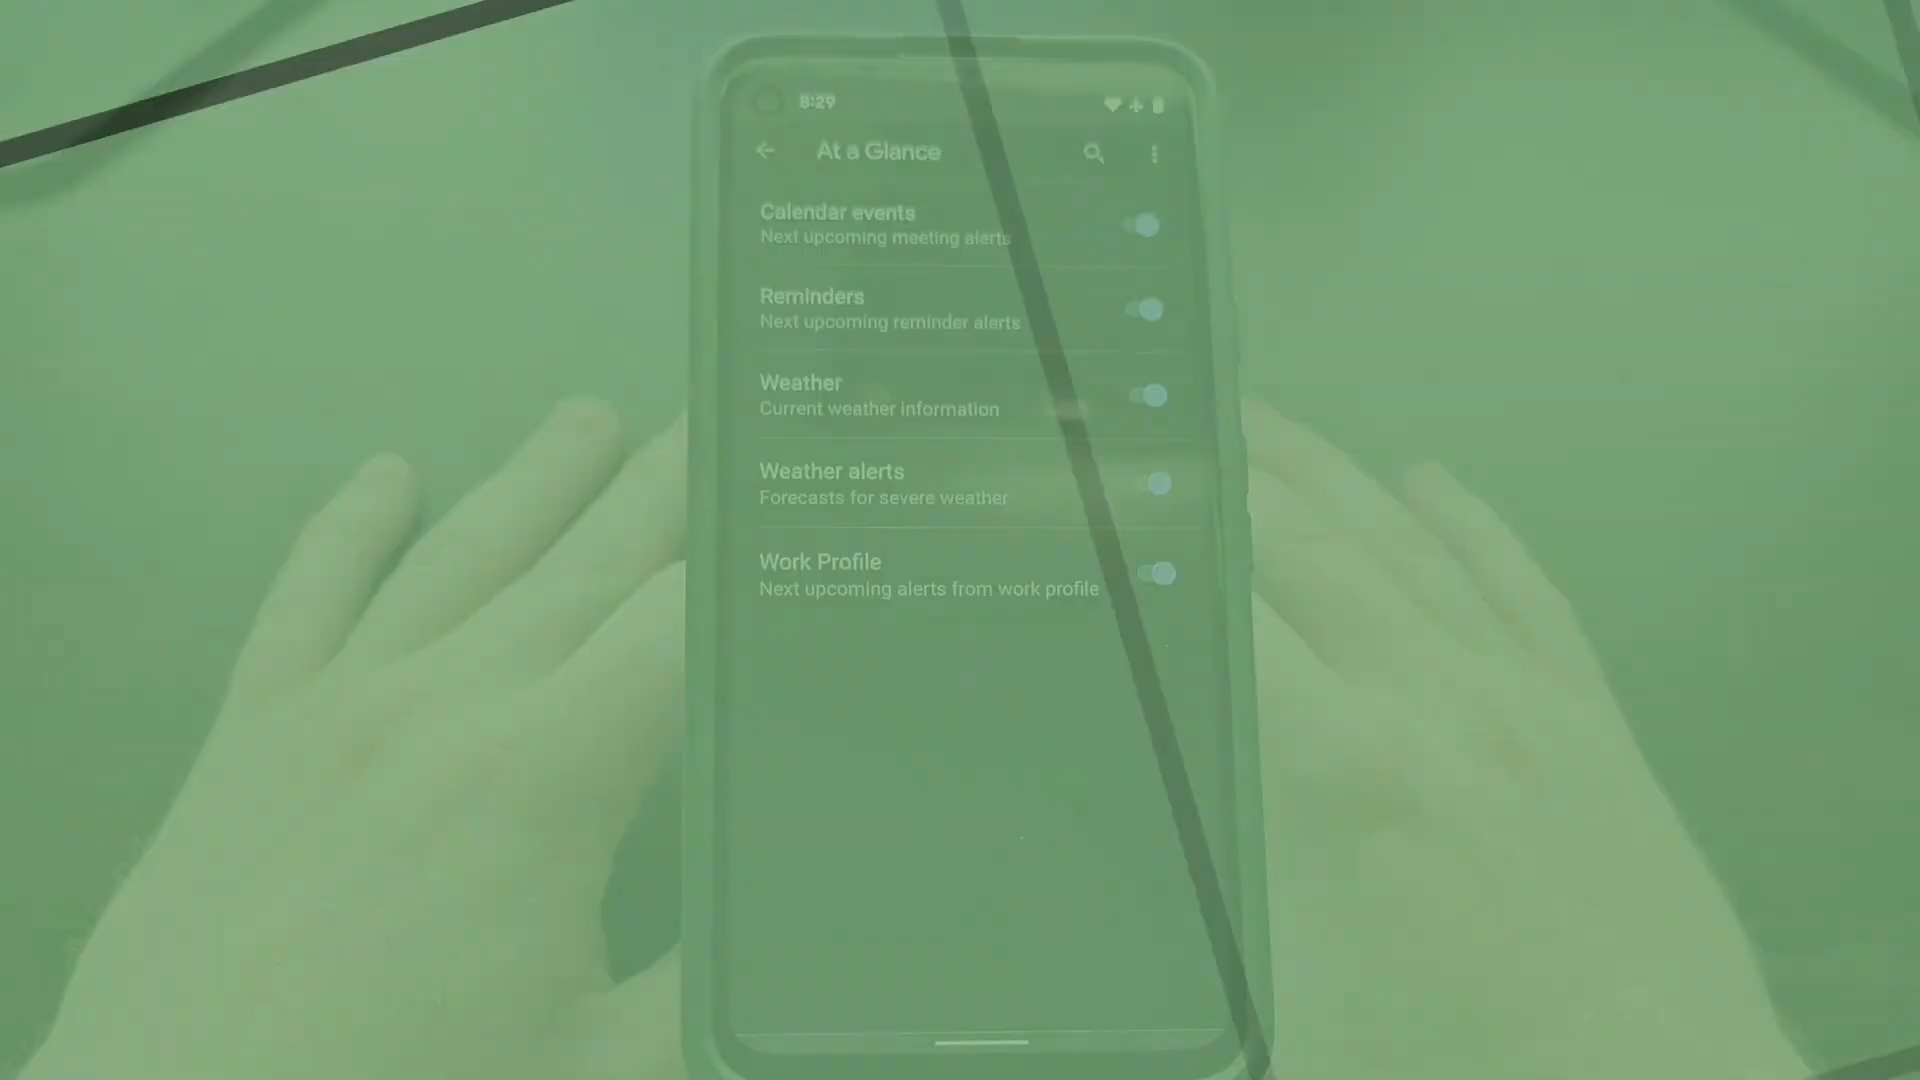 8:29
At a Glance
Calendar events
Next upcoming meeting alerts
Reminders
Next upcoming reminder alerts
Weather
Current weather information
Weather alerts
Forecasts for severe weather
Work Profile
Next upcoming alerts from work profile